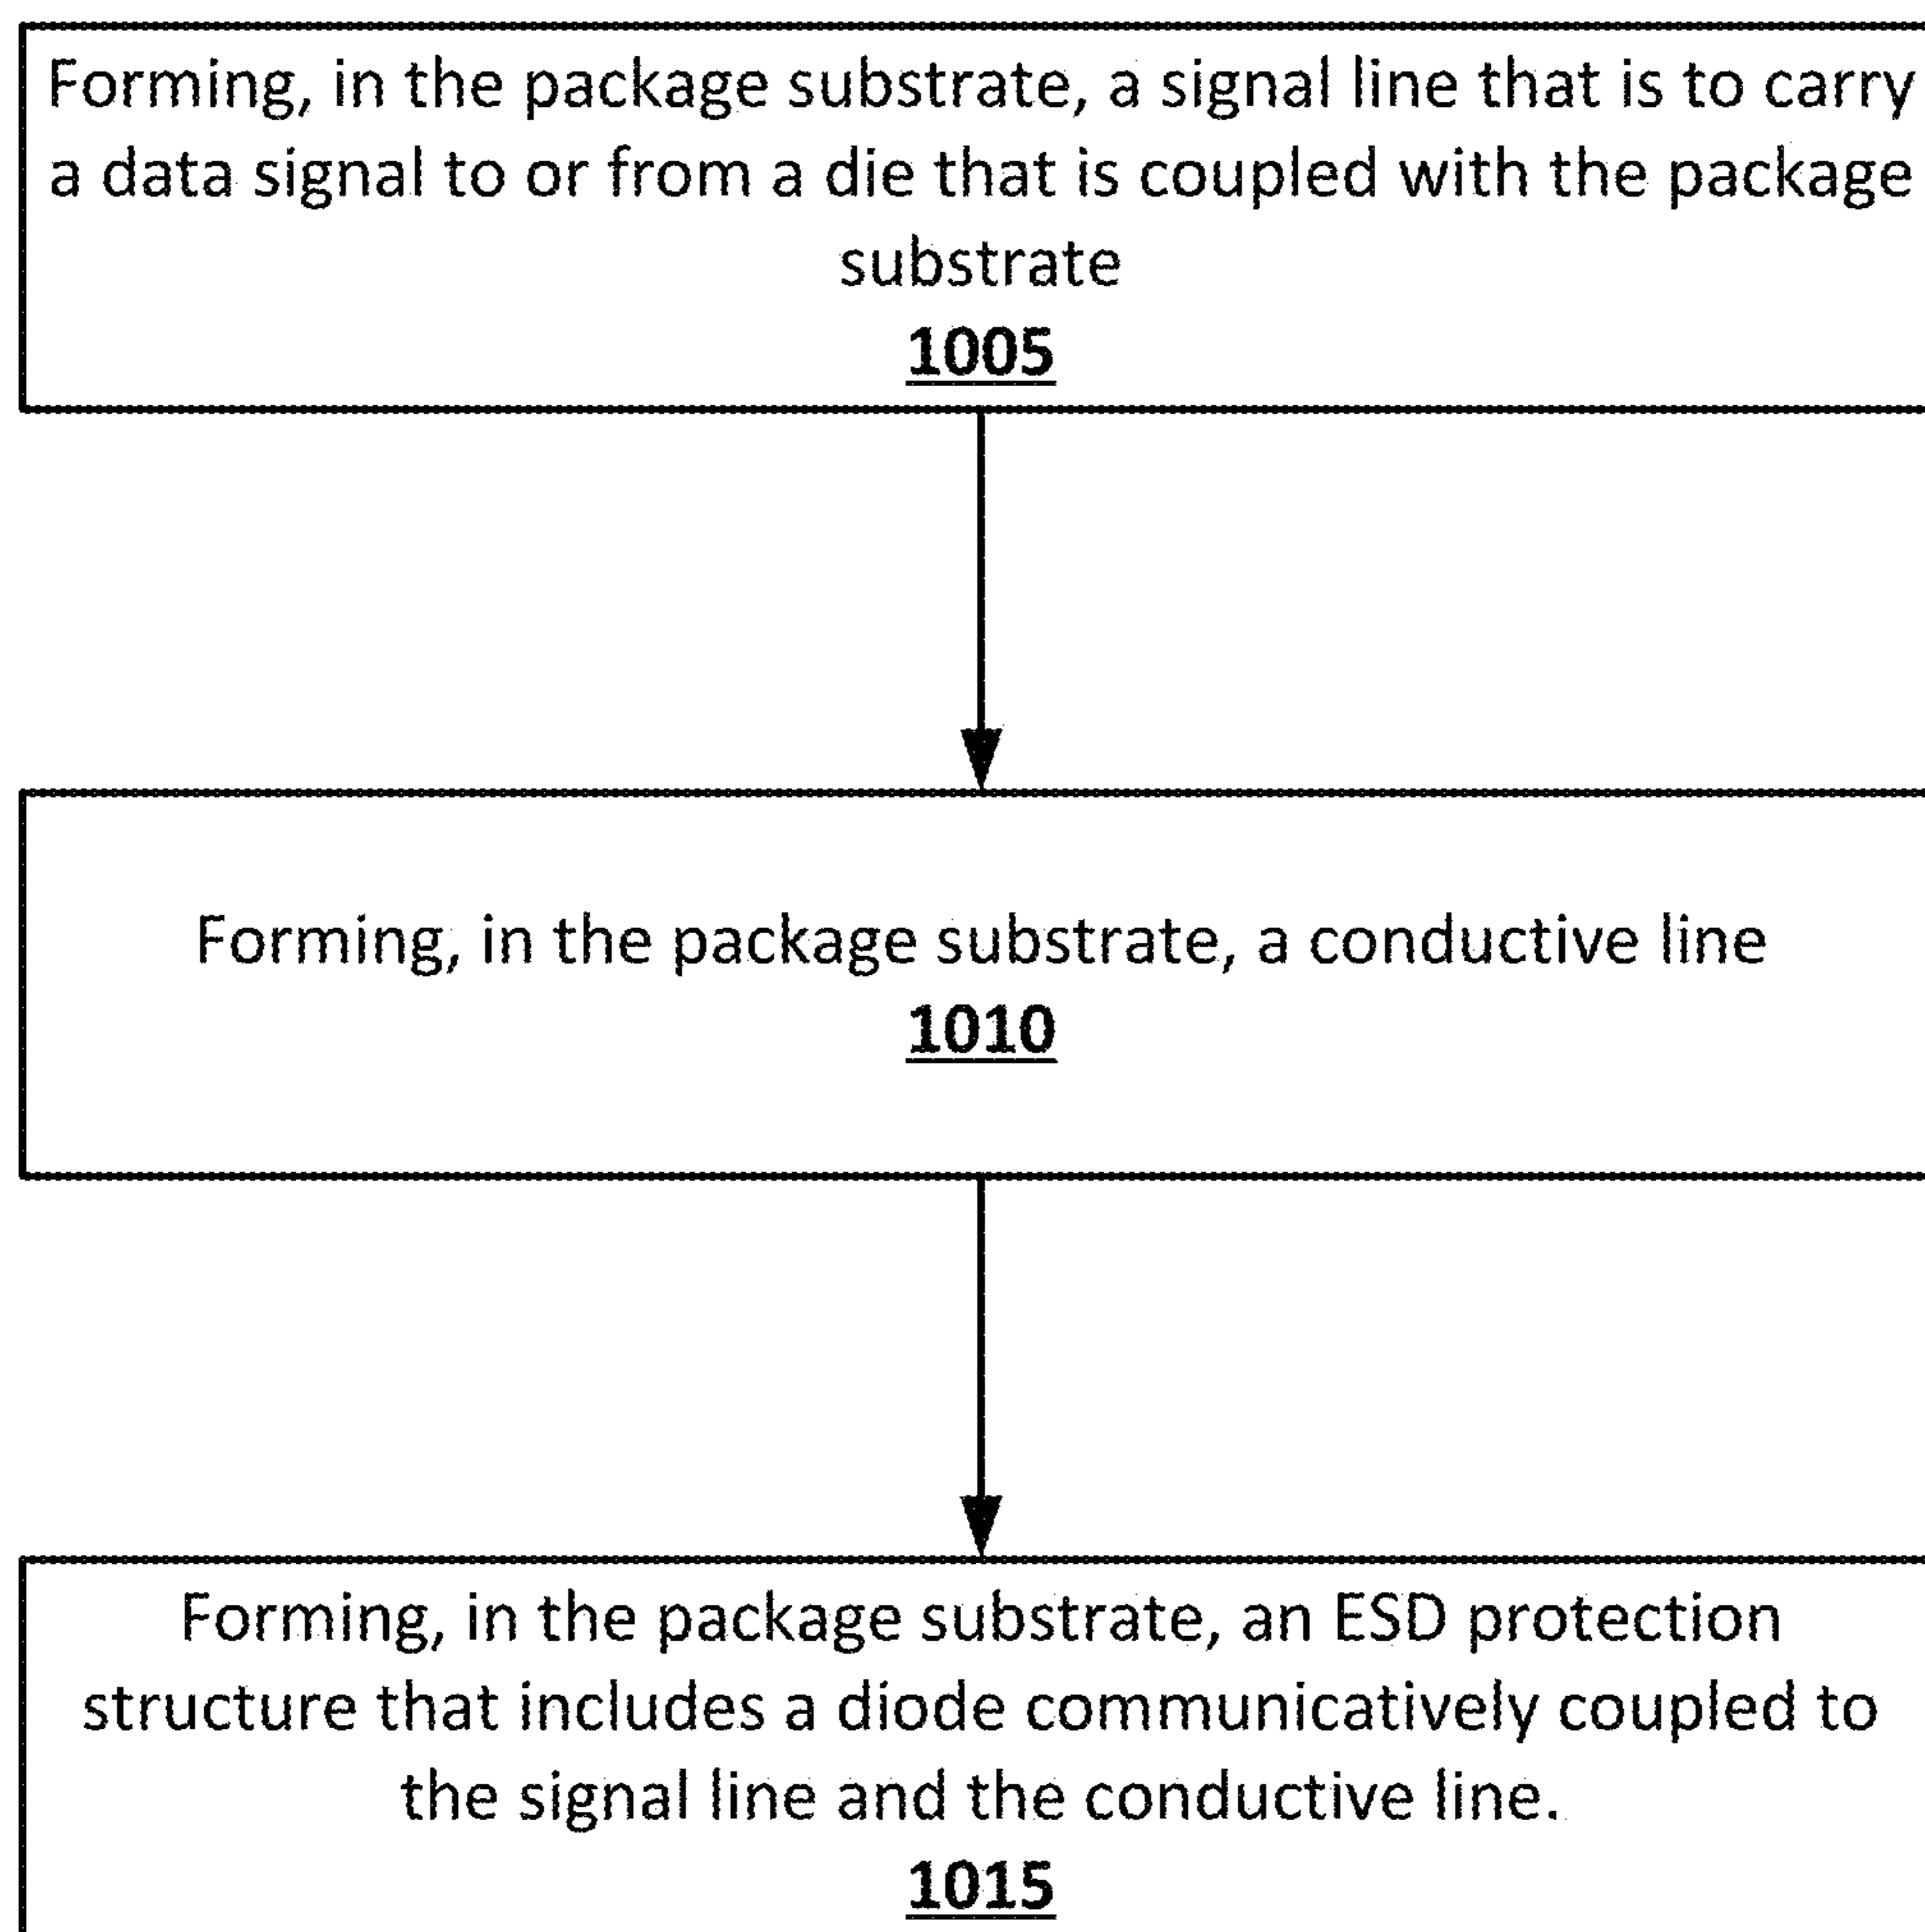 Forming, in the package substrate, a signal line that is to carry
a data signal to or from a die that is coupled with the package
substrate
1005
Forming, in the package substrate, a conductive line
1010
Forming, in the package substrate, an ESD protection
structure that includes a diode communicatively coupled to
the signal line and the conductive line.
1015